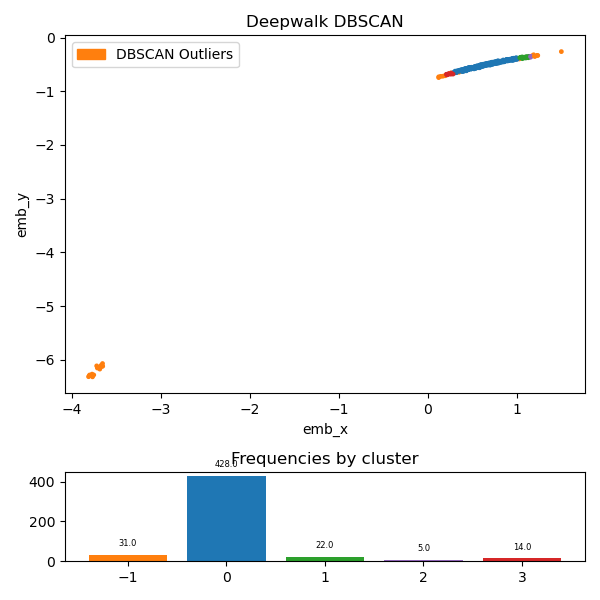 Deepwalk DBSCAN
DBSCAN Outliers
0
−1
−2
−3
−4
−5
−6
emb_y
−4 −3 −2 −1 0 1
emb_x
Frequencies by cluster
400
200
0
31.0 428.0 22.0 5.0 14.0
−1 0 1 2 3